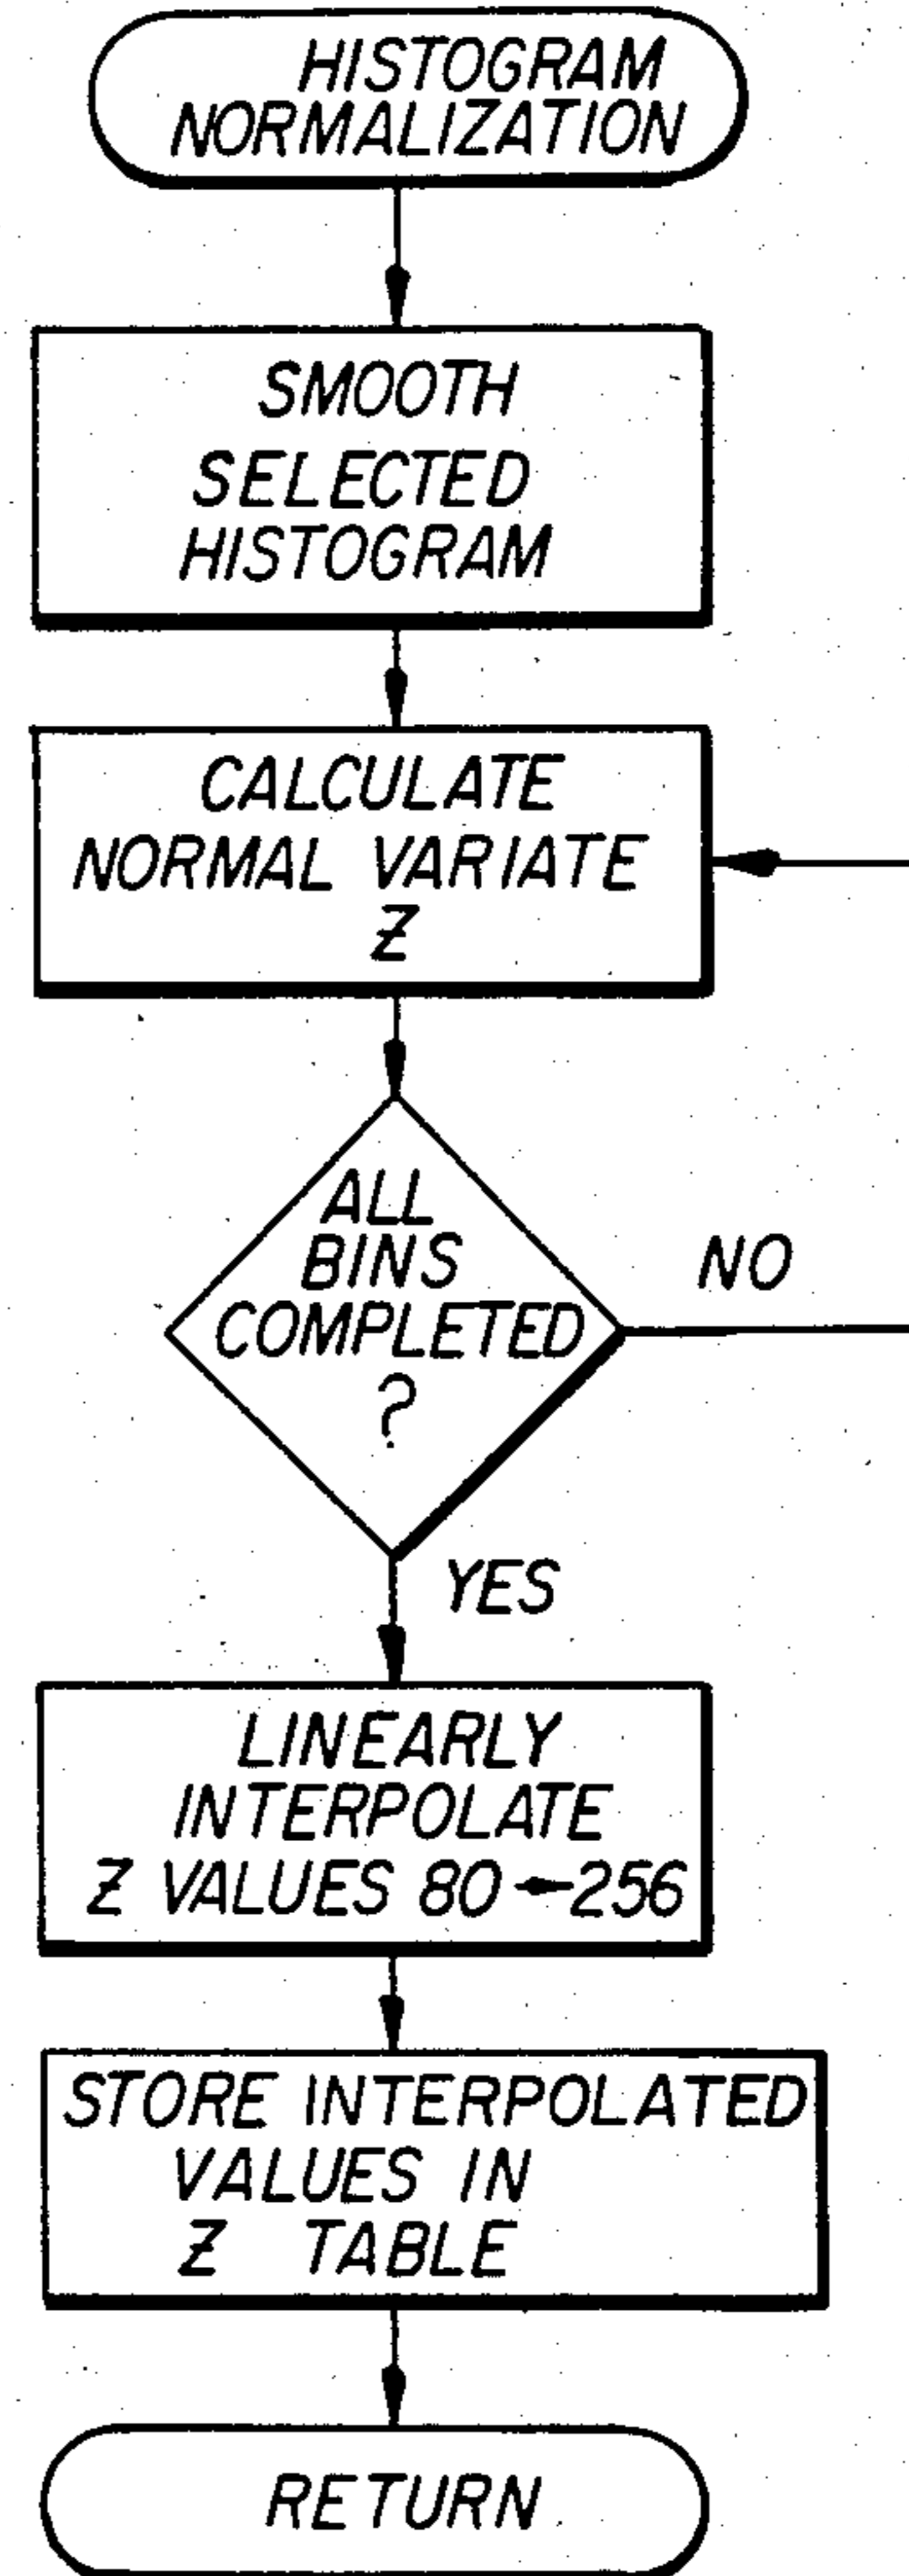 HISTOGRAM
NORMALIZATION
SMOOTH
SELECTED
HISTOGRAM
CALCULATE
NORMAL VARIATE
Z
ALL
BINS
COMPLETED
?
NO
YES
LINEARLY
INTERPOLATE
Z VALUES 80←256
STORE INTERPOLATED
VALUES IN
Z TABLE
RETURN